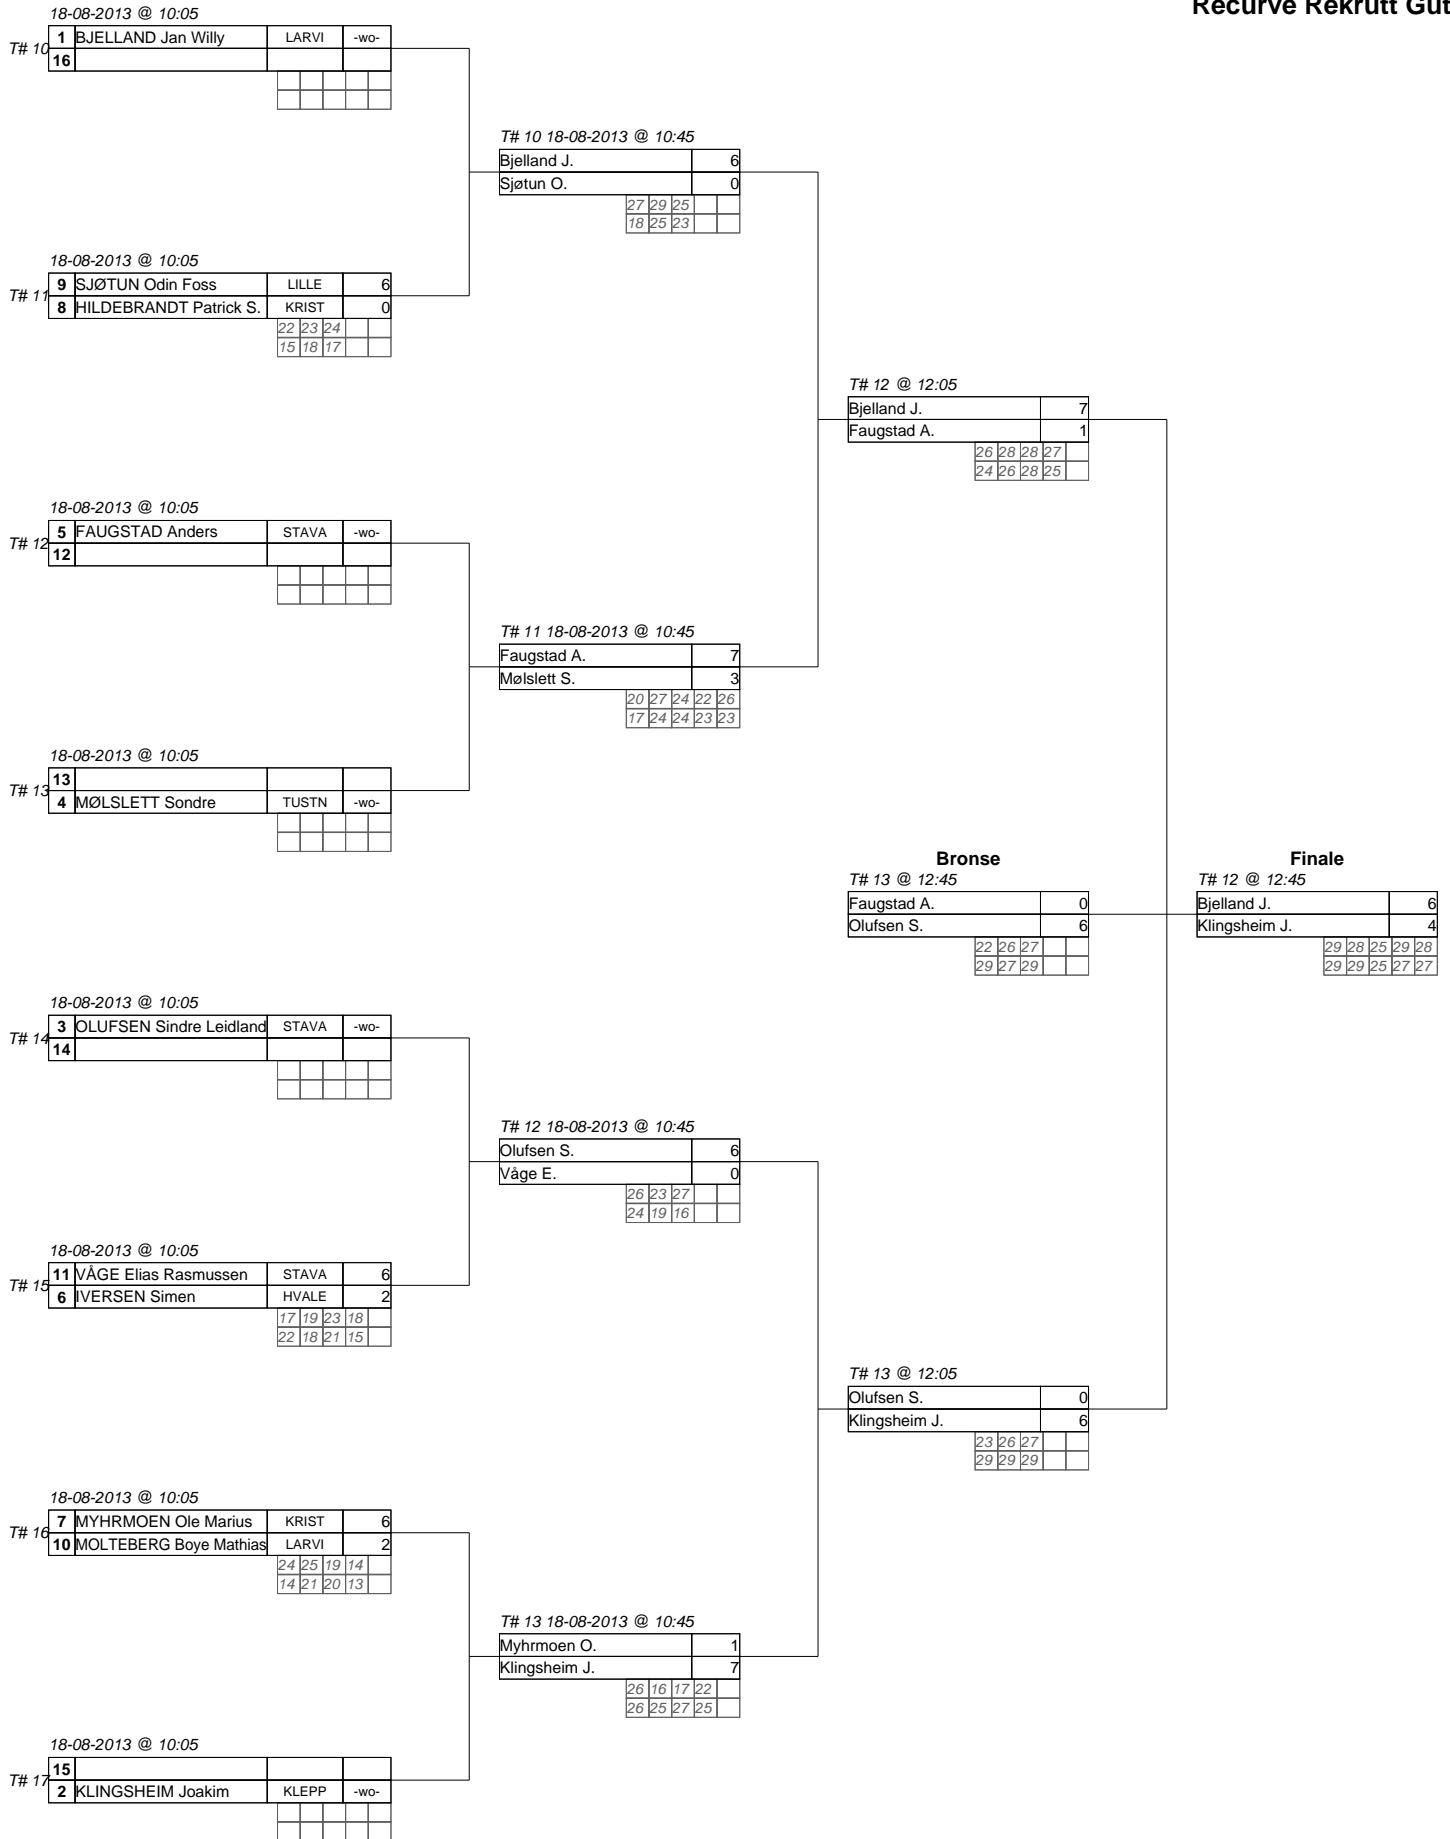 Recurve Rekrutt Gut
18-08-2013 @ 10:05
T# 10
1 BJELLAND Jan Willy LARVI -wo-
16
T# 10 18-08-2013 @ 10:45
Bjelland J. 6
Sjøtun O. 0
27 29 25
18 25 23
18-08-2013 @ 10:05
T# 11
9 SJØTUN Odin Foss LILLE 6
8 HILDEBRANDT Patrick S. KRIST 0
22 23 24
15 18 17
T# 12 @ 12:05
Bjelland J. 7
Faugstad A. 1
26 28 28 27
24 26 28 25
18-08-2013 @ 10:05
T# 12
5 FAUGSTAD Anders STAVA -wo-
12
T# 11 18-08-2013 @ 10:45
Faugstad A. 7
Mølslett S. 3
20 27 24 22 26
17 24 24 23 23
18-08-2013 @ 10:05
T# 13
13
4 MØLSLETT Sondre TUSTN -wo-
Bronse
T# 13 @ 12:45
Faugstad A. 0
Olufsen S. 6
22 26 27
29 27 29
Finale
T# 12 @ 12:45
Bjelland J. 6
Klingsheim J. 4
29 28 25 29 28
29 29 25 27 27
18-08-2013 @ 10:05
T# 14
3 OLUFSEN Sindre Leidland STAVA -wo-
14
T# 12 18-08-2013 @ 10:45
Olufsen S. 6
Våge E. 0
26 23 27
24 19 16
18-08-2013 @ 10:05
T# 15
11 VÅGE Elias Rasmussen STAVA 6
6 IVERSEN Simen HVALE 2
17 19 23 18
22 18 21 15
T# 13 @ 12:05
Olufsen S. 0
Klingsheim J. 6
23 26 27
29 29 29
18-08-2013 @ 10:05
T# 16
7 MYHRMOEN Ole Marius KRIST 6
10 MOLTEBERG Boye Mathias LARVI 2
24 25 19 14
14 21 20 13
T# 13 18-08-2013 @ 10:45
Myhrmoen O. 1
Klingsheim J. 7
26 16 17 22
26 25 27 25
18-08-2013 @ 10:05
T# 17
15
2 KLINGSHEIM Joakim KLEPP -wo-